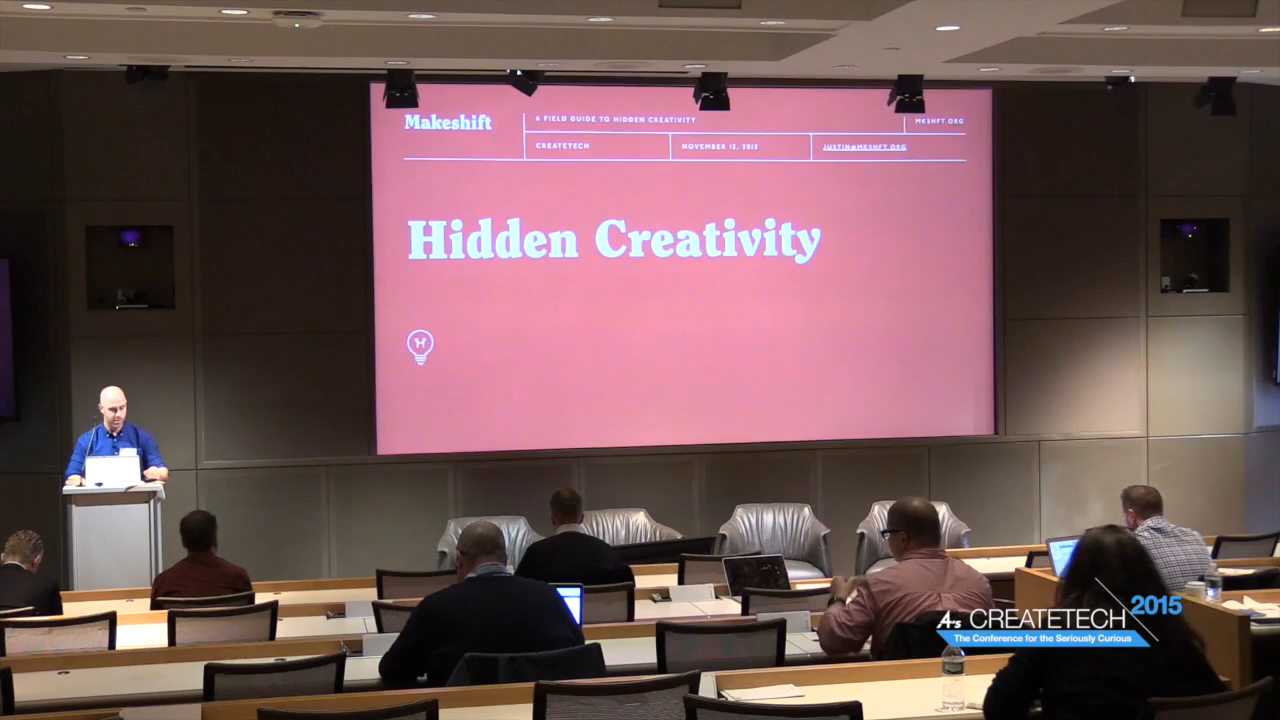 Makeshift
A FIELD GUIDE TO HIDDEN CREATIVITY
MKSHFT.ORG
CREATETECH
NOVEMBER 12, 2015
JUSTIN@MKSHFT.ORG
Hidden Creativity
4A's CREATETECH 2015
The Conference for the Seriously Curious